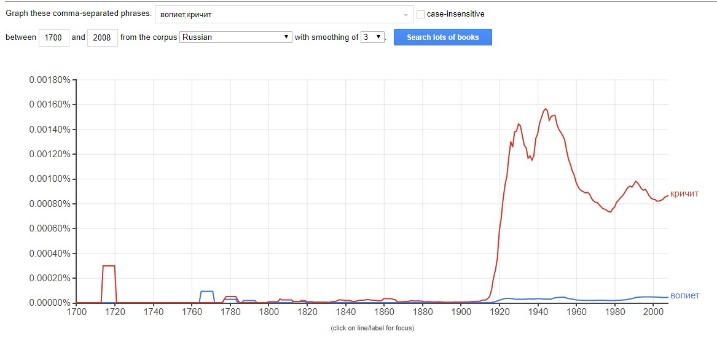 Graph these comma-separated phrases: вопиет,кричит case-insensitive
between 1700 and 2008 from the corpus Russian with smoothing of 3 . Search lots of books
0.00180%
0.00160%
0.00140%
0.00120%
0.00100%
0.00080%
0.00060%
0.00040%
0.00020%
0.00000%
кричит
вопиет
1700 1720 1740 1760 1780 1800 1820 1840 1860 1880 1900 1920 1940 1960 1980 2000
(click on line/label for focus)